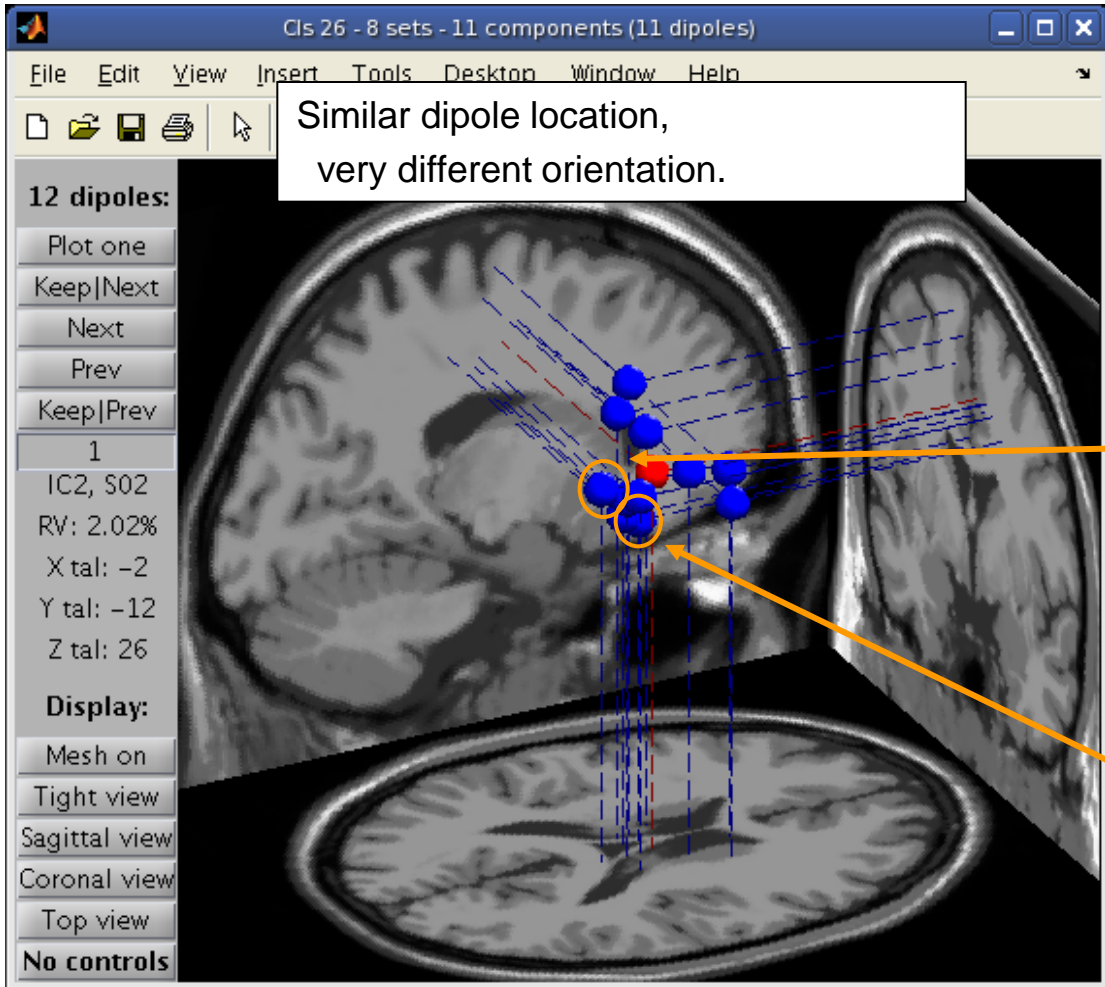 Cls 26 - 8 sets - 11 components (11 dipoles)
File Edit View Insert Tools Desktop Window Help
Similar dipole location,
very different orientation.
12 dipoles:
Plot one
Keep|Next
Next
Prev
Keep|Prev
1
IC2, S02
RV: 2.02%
X tal: −2
Y tal: −12
Z tal: 26
Display:
Mesh on
Tight view
Sagittal view
Coronal view
Top view
No controls